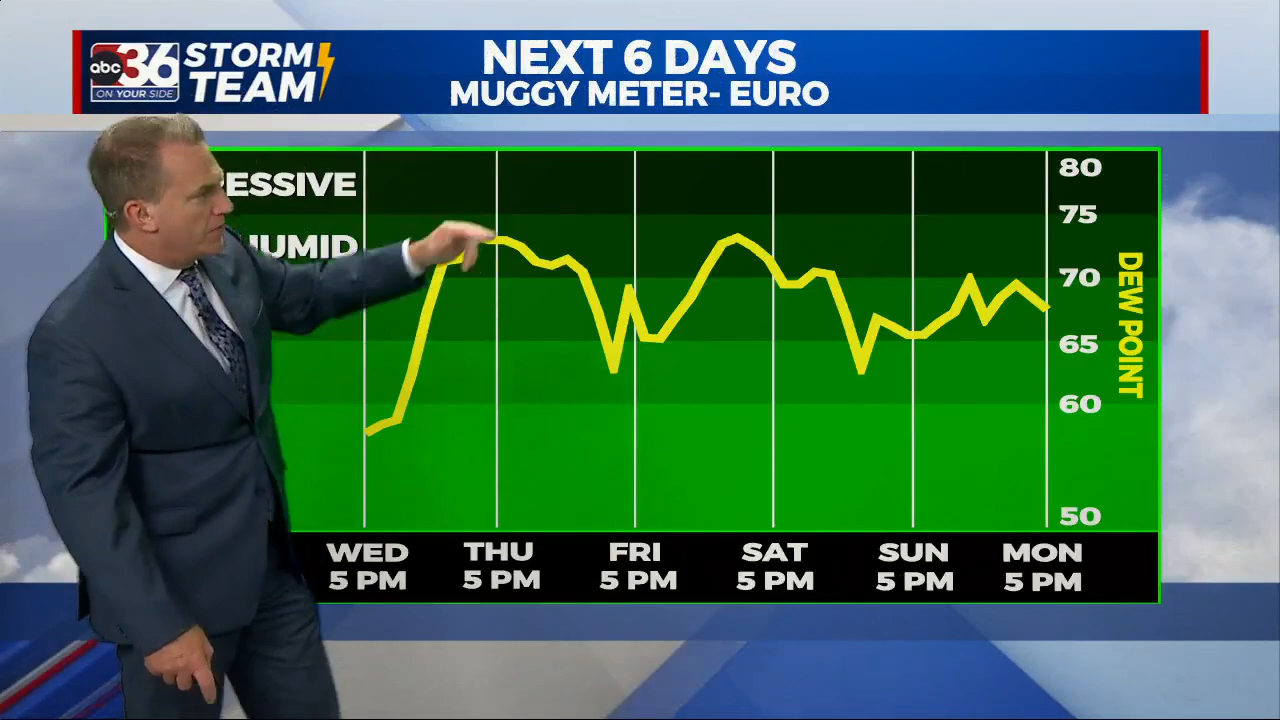 abc 36
ON YOUR SIDE
STORM
TEAM
NEXT 6 DAYS
MUGGY METER- EURO
ESSIVE
HUMID
80
75
70
65
60
50
DEW POINT
WED THU FRI SAT SUN MON
5 PM 5 PM 5 PM 5 PM 5 PM 5 PM